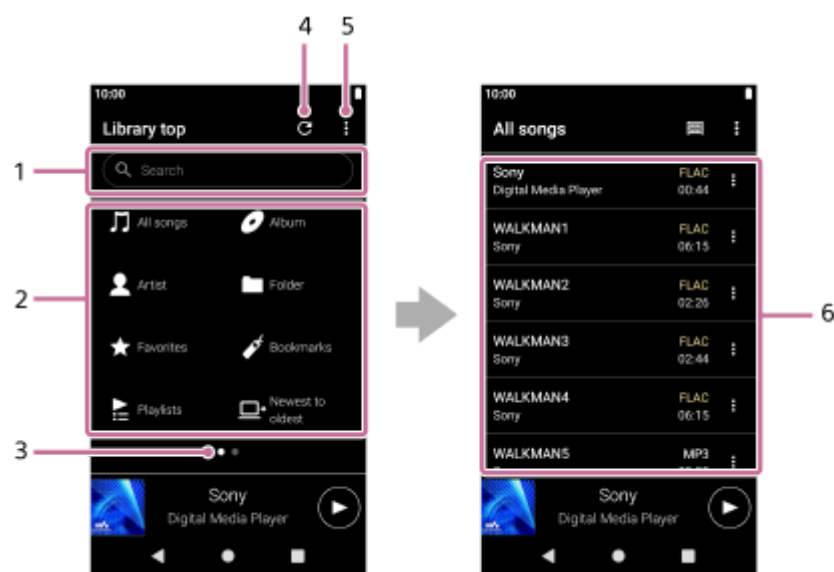 4 5
10:00
Library top
1
Search
2
All songs Album
Artist Folder
Favorites Bookmarks
Playlists Newest to
oldest
3
Sony
Digital Media Player
10:00
All songs
Sony FLAC
Digital Media Player 00:44
WALKMAN1 FLAC
Sony 06:15
WALKMAN2 FLAC
Sony 02:26
6
WALKMAN3 FLAC
Sony 02:44
WALKMAN4 FLAC
Sony 06:15
WALKMAN5 MP3
Sony
Digital Media Player